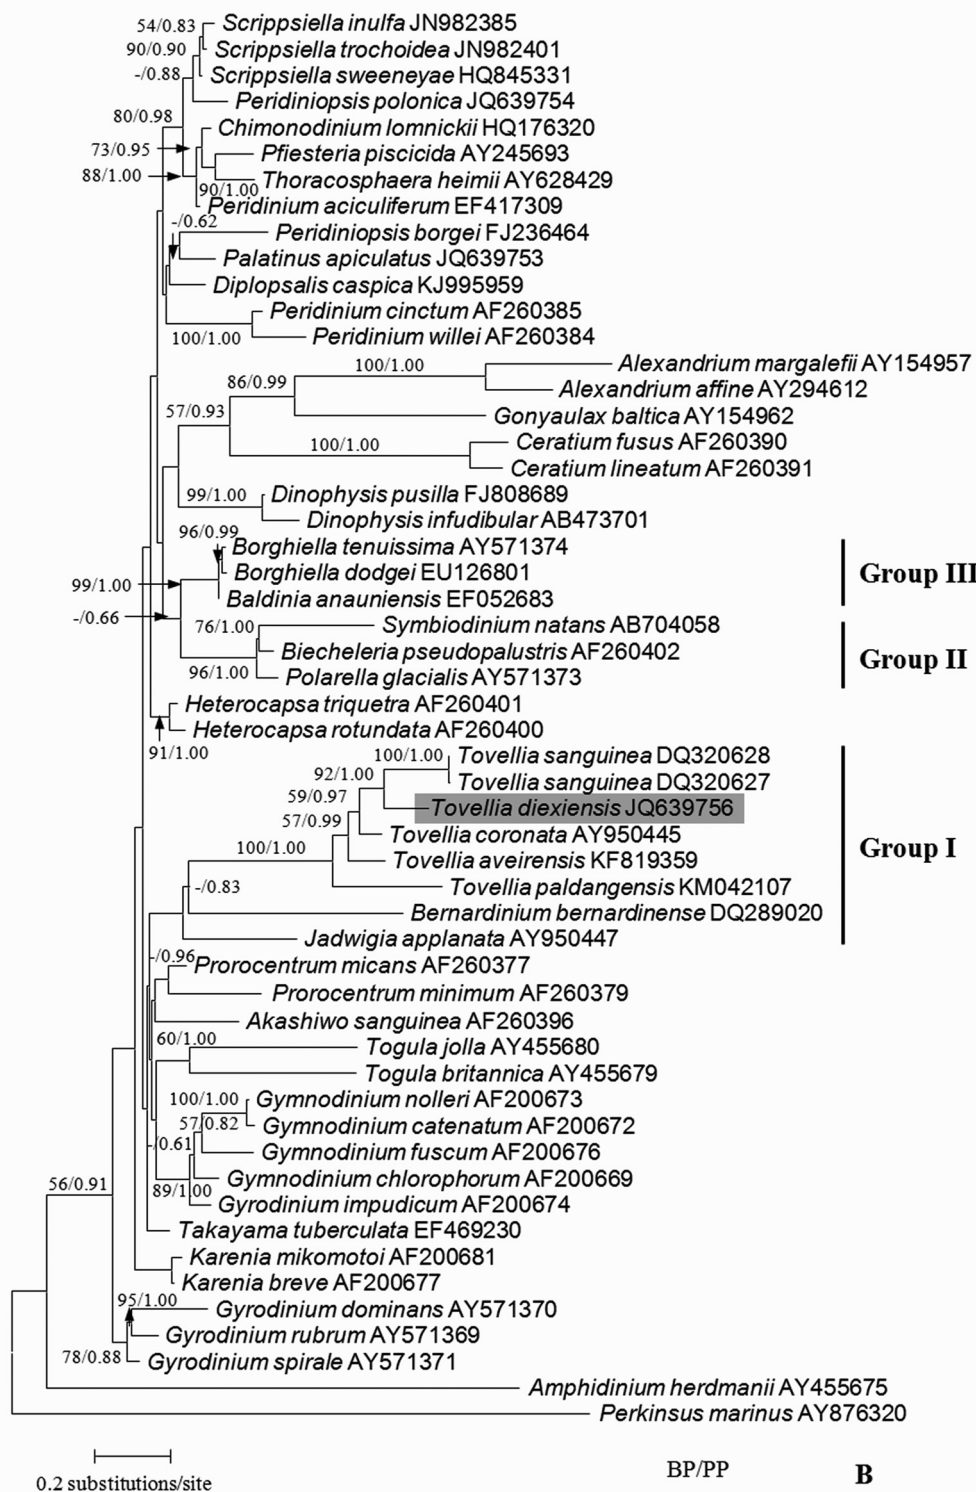 54/0.83
Scrippsiella inulfa JN982385
90/0.90
Scrippsiella trochoidea JN982401
-/0.88
Scrippsiella sweeneyae HQ845331
Peridiniopsis polonica JQ639754
80/0.98
Chimonodinium lomnickii HQ176320
73/0.95
Pfiesteria piscicida AY245693
88/1.00
Thoracosphaera heimii AY628429
90/1.00
Peridinium aciculiferum EF417309
-/0.62
Peridiniopsis borgei FJ236464
Palatinus apiculatus JQ639753
Diplopsalis caspica KJ995959
Peridinium cinctum AF260385
100/1.00
Peridinium willei AF260384
100/1.00
Alexandrium margalefii AY154957
86/0.99
Alexandrium affine AY294612
57/0.93
Gonyaulax baltica AY154962
100/1.00
Ceratium fusus AF260390
Ceratium lineatum AF260391
99/1.00
Dinophysis pusilla FJ808689
Dinophysis infudibular AB473701
96/0.99
Borghiella tenuissima AY571374
99/1.00
Borghiella dodgei EU126801
Group III
Baldinia anauniensis EF052683
-/0.66
76/1.00
Symbiodinium natans AB704058
Biecheleria pseudopalustris AF260402
Group II
96/1.00
Polarella glacialis AY571373
Heterocapsa triquetra AF260401
Heterocapsa rotundata AF260400
91/1.00
100/1.00
Tovellia sanguinea DQ320628
92/1.00
Tovellia sanguinea DQ320627
59/0.97
Tovellia diexiensis JQ639756
57/0.99
Tovellia coronata AY950445
100/1.00
Group I
Tovellia aveirensis KF819359
-/0.83
Tovellia paldangensis KM042107
Bernardinium bernardinense DQ289020
Jadwigia applanata AY950447
-/0.96
Prorocentrum micans AF260377
Prorocentrum minimum AF260379
Akashiwo sanguinea AF260396
60/1.00
Togula jolla AY455680
Togula britannica AY455679
100/1.00
Gymnodinium nolleri AF200673
57/0.82
Gymnodinium catenatum AF200672
-/0.61
Gymnodinium fuscum AF200676
Gymnodinium chlorophorum AF200669
56/0.91
89/1.00
Gyrodinium impudicum AF200674
Takayama tuberculata EF469230
Karenia mikomotoi AF200681
Karenia breve AF200677
95/1.00
Gyrodinium dominans AY571370
Gyrodinium rubrum AY571369
78/0.88
Gyrodinium spirale AY571371
Amphidinium herdmanii AY455675
Perkinsus marinus AY876320
0.2 substitutions/site
BP/PP
B